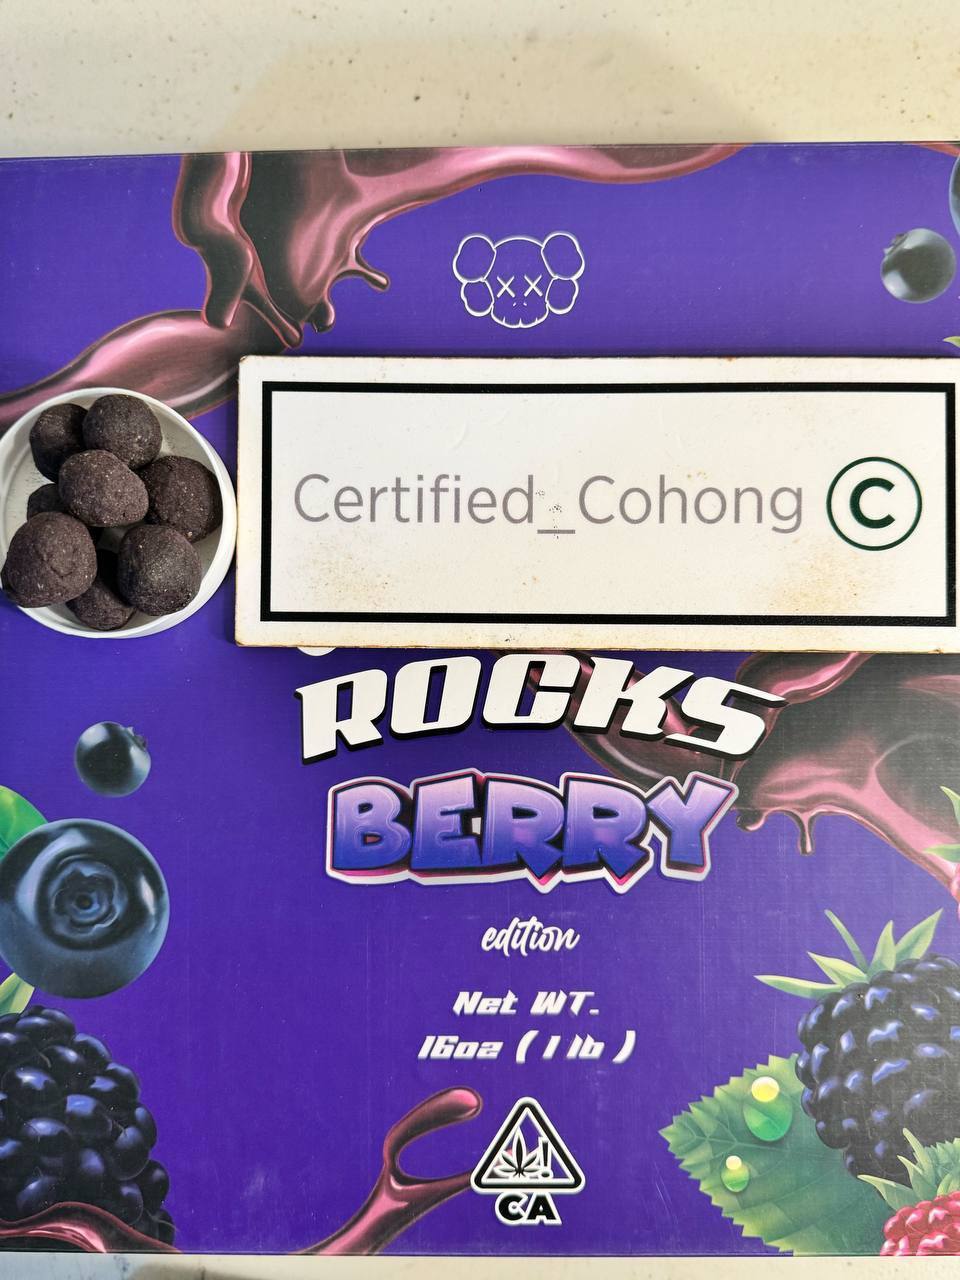 Certified_Cohong
C
ROCKS
BERRY
edition
Net WT.
16oz ( 1 lb )
CA